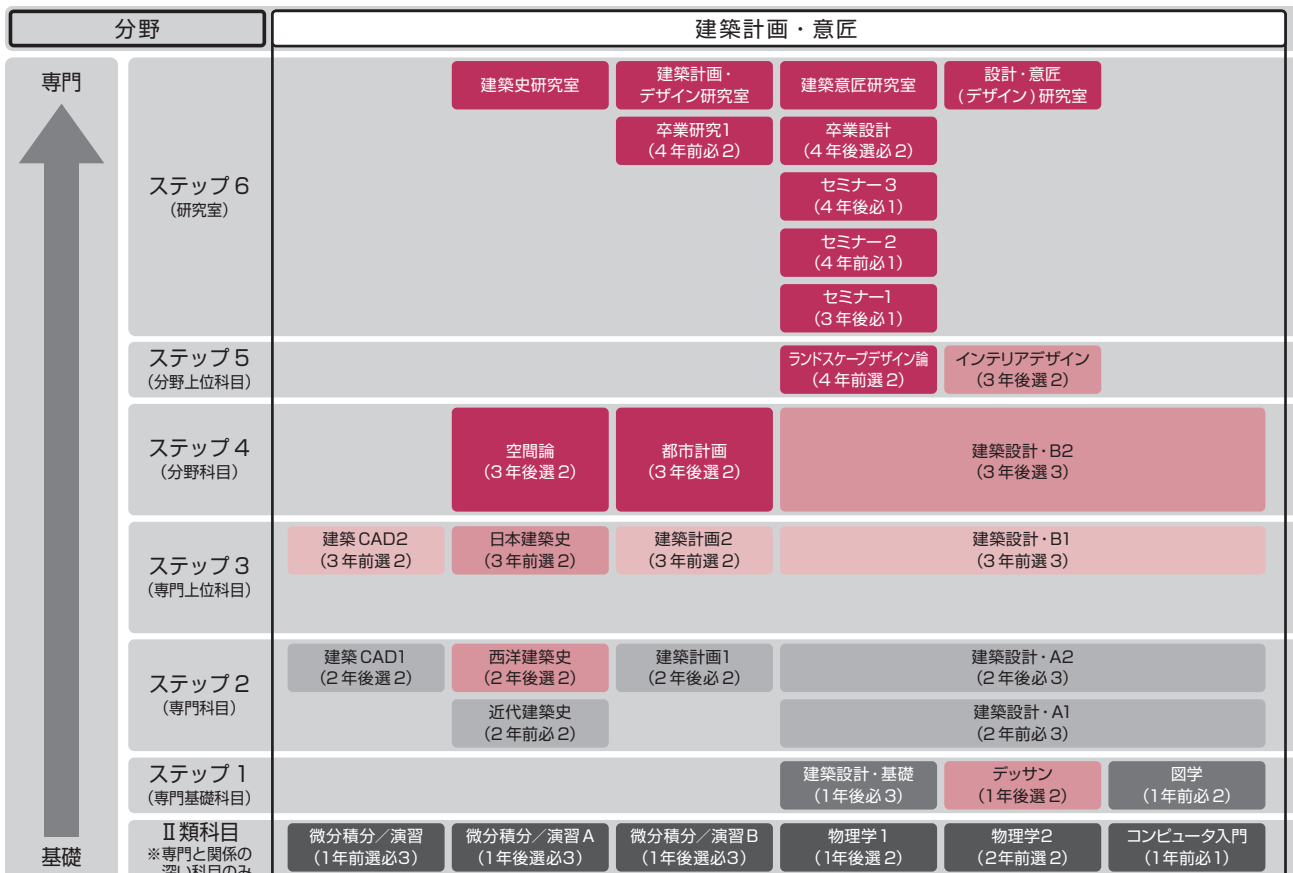 分野
建築計画・意匠
専門
基礎
ステップ6
(研究室)
建築史研究室
建築計画・
デザイン研究室
建築意匠研究室
設計・意匠
(デザイン)研究室
卒業研究1
(4年前必2)
卒業設計
(4年後選必2)
セミナー3
(4年後必1)
セミナー2
(4年前必1)
セミナー1
(3年後必1)
ステップ5
(分野上位科目)
ランドスケープデザイン論
(4年前選2)
インテリアデザイン
(3年後選2)
ステップ4
(分野科目)
空間論
(3年後選2)
都市計画
(3年後選2)
建築設計・B2
(3年後選3)
ステップ3
(専門上位科目)
建築CAD2
(3年前選2)
日本建築史
(3年前選2)
建築計画2
(3年前選2)
建築設計・B1
(3年前選3)
ステップ2
(専門科目)
建築CAD1
(2年後選2)
西洋建築史
(2年後選2)
建築計画1
(2年後必2)
建築設計・A2
(2年後必3)
近代建築史
(2年前必2)
建築設計・A1
(2年前必3)
ステップ1
(専門基礎科目)
建築設計・基礎
(1年後必3)
デッサン
(1年後選2)
図学
(1年前必2)
Ⅱ類科目
※専門と関係の
深い科目のみ
微分積分/演習
(1年前選必3)
微分積分/演習A
(1年後選必3)
微分積分/演習B
(1年後選必3)
物理学1
(1年後選2)
物理学2
(2年前選2)
コンピュータ入門
(1年前必1)